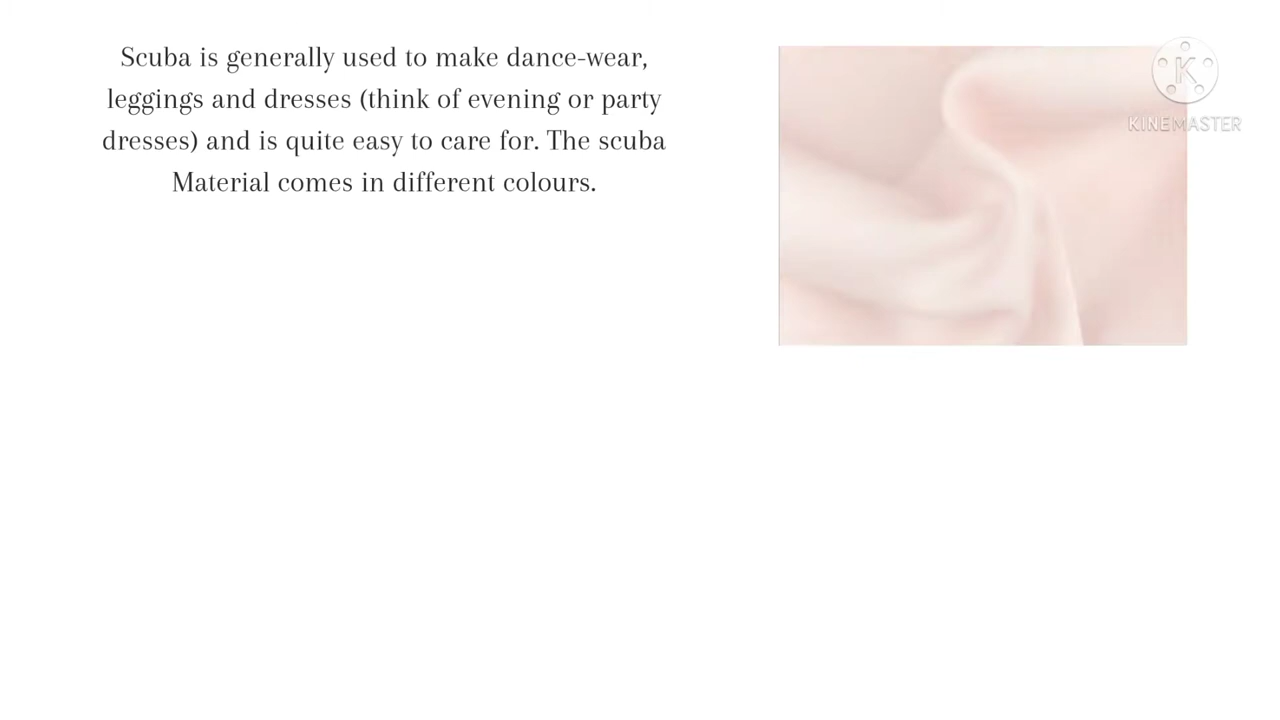 Scuba is generally used to make dance-wear,
leggings and dresses (think of evening or party
dresses) and is quite easy to care for. The scuba
Material comes in different colours.
K
KINEMASTER